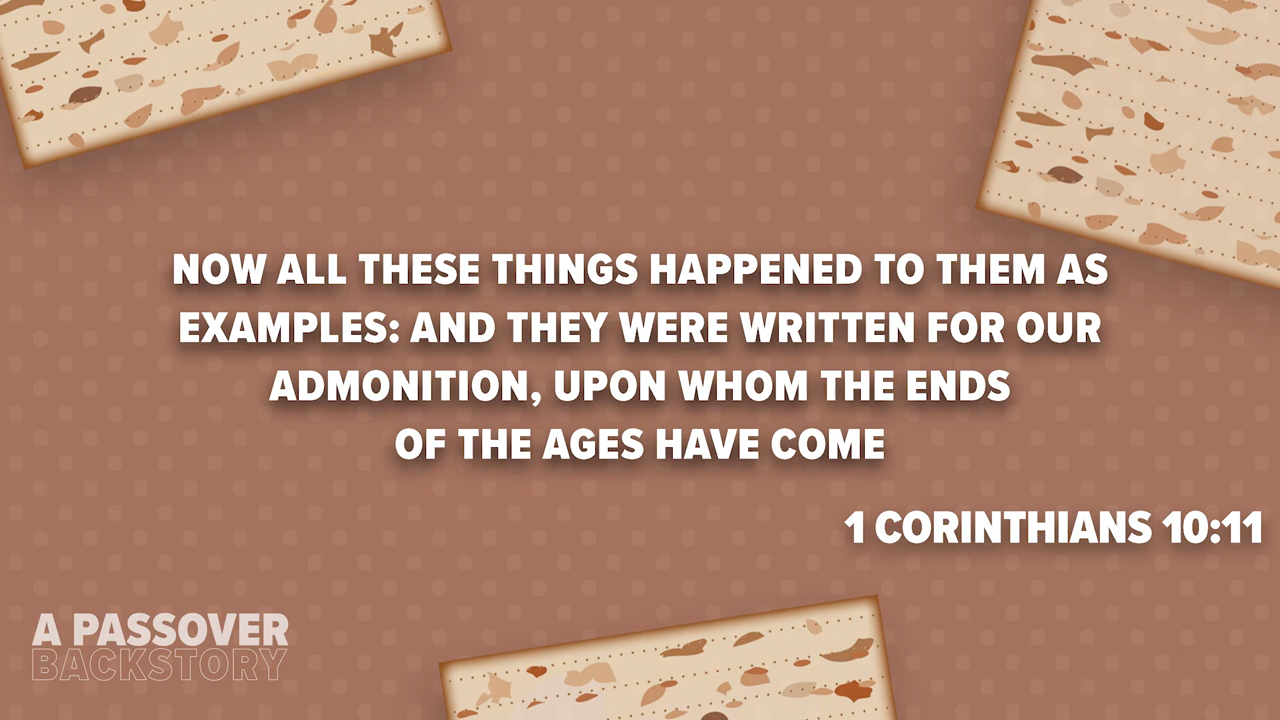 NOW ALL THESE THINGS HAPPENED TO THEM AS
EXAMPLES: AND THEY WERE WRITTEN FOR OUR
ADMONITION, UPON WHOM THE ENDS
OF THE AGES HAVE COME
1 CORINTHIANS 10:11
A PASSOVER
BACKSTORY